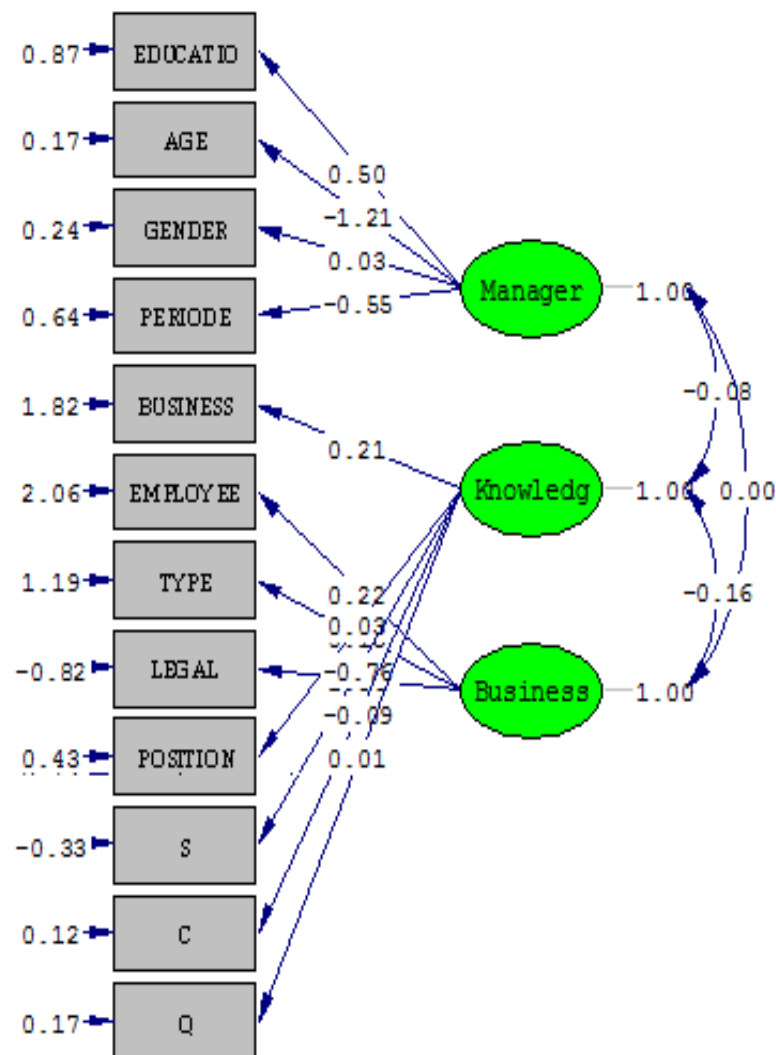 0.87 EDUCATIO
0.17 AGE
0.50
-1.21
0.24 GENDER
0.03
Manager 1.00
0.64 PERIODE
-0.55
-0.08
1.82 BUSINESS
0.21
Knowledg 1.00 0.00
2.06 EMPLOYEE
1.19 TYPE
0.22
-0.16
0.03
-0.82 LEGAL
-0.76
Business 1.00
-0.09
0.43 POSITION
0.01
-0.33 S
0.12 C
0.17 Q